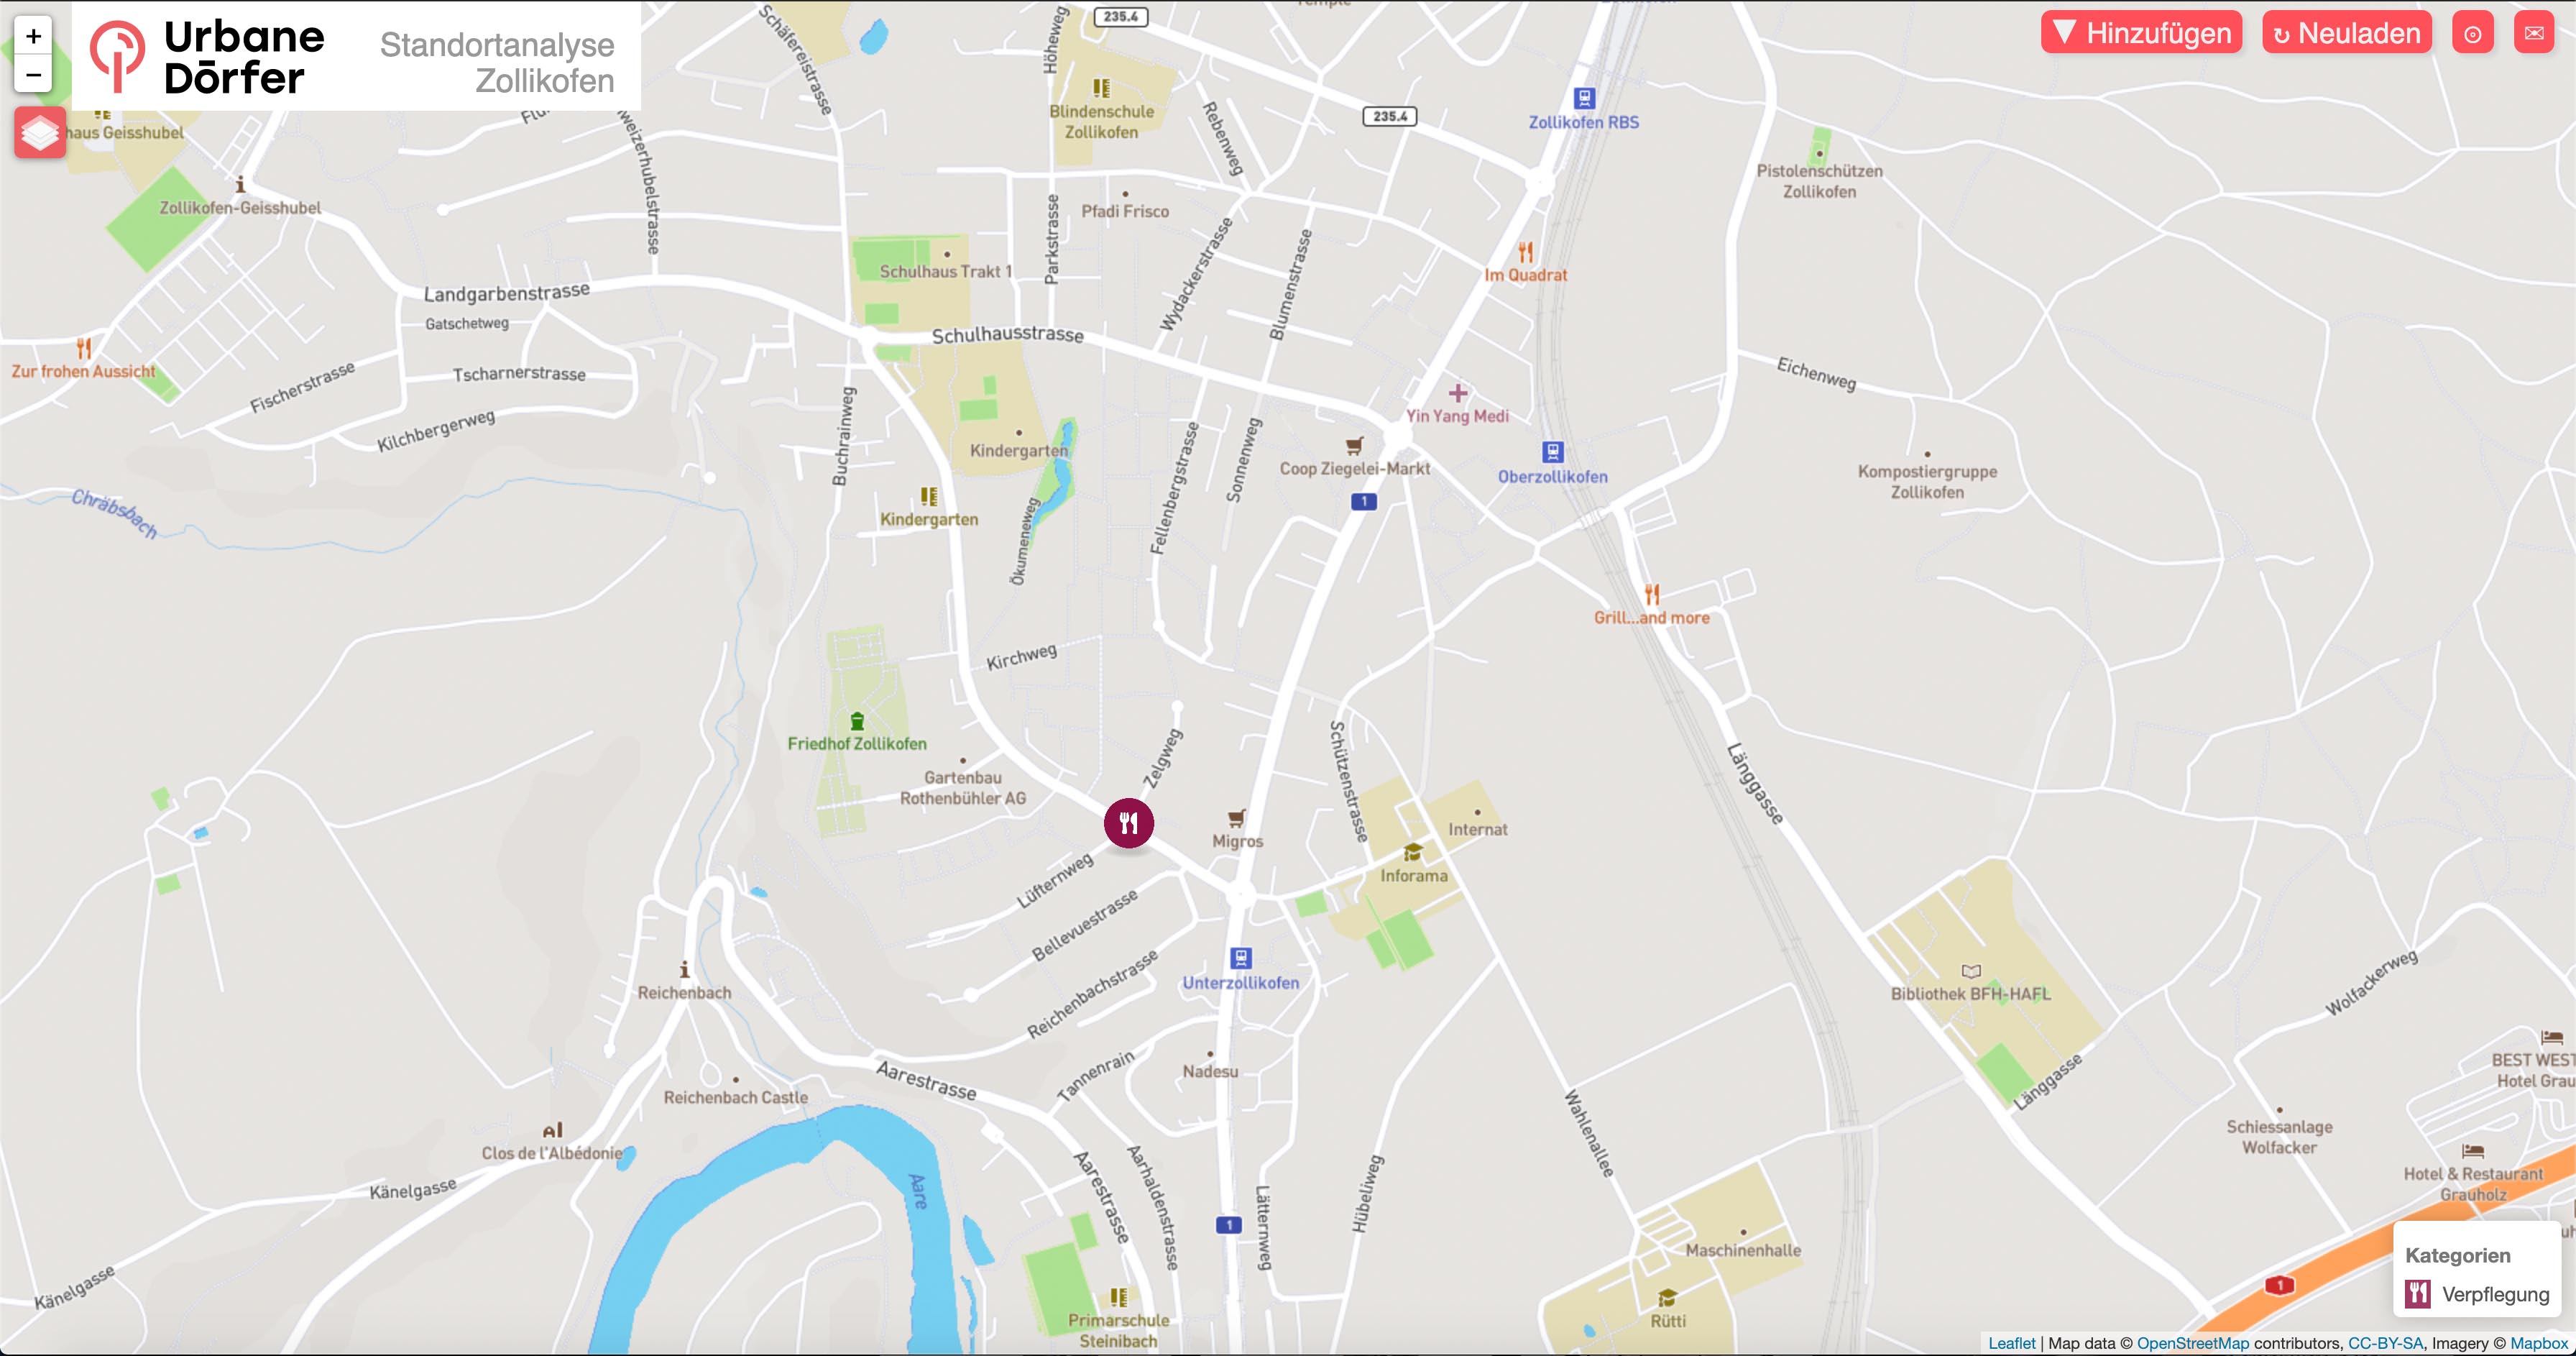 +
−
Urbane
Dōrfer
Standortanalyse
Zollikofen
Hinzufügen
Neuladen
235.4
Schäfereistrasse
Höheweg
Blindenschule
Zollikofen
Rebenweg
235.4
Zollikofen RBS
haus Geisshubel
Zollikofen-Geisshubel
weizerhubelstrasse
Pfadi Frisco
Parkstrasse
Pistolenschützen
Zollikofen
Schulhaus Trakt 1
Wydackerstrasse
Blumenstrasse
Im Quadrat
Landgarbenstrasse
Gatschetweg
Schulhausstrasse
Zur frohen Aussicht
Fischerstrasse
Tscharnerstrasse
Kilchbergerweg
Buchrainweg
Eichenweg
Yin Yang Medi
Kindergarten
Fellenbergstrasse
Sonnenweg
Coop Ziegelei-Markt
Oberzollikofen
Kompostiergruppe
Zollikofen
1
Chräbsbach
Kindergarten
Ökumeneweg
Grill...and more
Kirchweg
Friedhof Zollikofen
Gartenbau
Rothenbühler AG
Zelgweg
Schützenstrasse
Länggasse
Migros
Internat
Inforama
Lüfternweg
Bellevuestrasse
Reichenbachstrasse
Unterzollikofen
Reichenbach
Bibliothek BFH-HAFL
Wolfackerweg
BEST WEST
Hotel Grau
Nadesu
Tannenrain
Aarestrasse
Reichenbach Castle
Länggasse
Wahlenallee
Schiessanlage
Wolfacker
Clos de l'Albédonie
Känelgasse
Aare
Aarestrasse
Aarhaldenstrasse
Lätternweg
Hübeliweg
Hotel & Restaurant
Grauholz
1
Maschinenhalle
Känelgasse
Primarschule
Steinibach
Rütti
1
Kategorien
Verpflegung
Leaflet | Map data © OpenStreetMap contributors, CC-BY-SA, Imagery © Mapbox